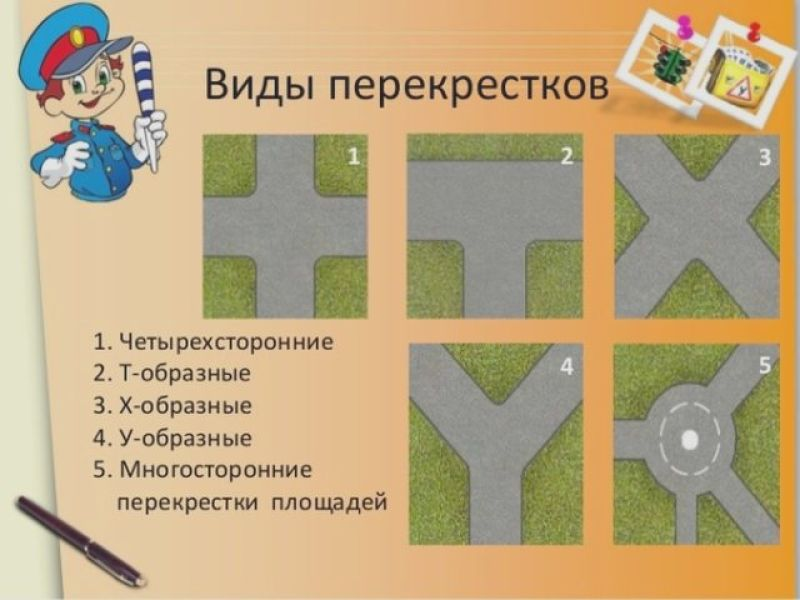 Виды перекрестков
1
2
3
1. Четырехсторонние
2. Т-образные
3. Х-образные
4. У-образные
5. Многосторонние
перекрестки площадей
4
5